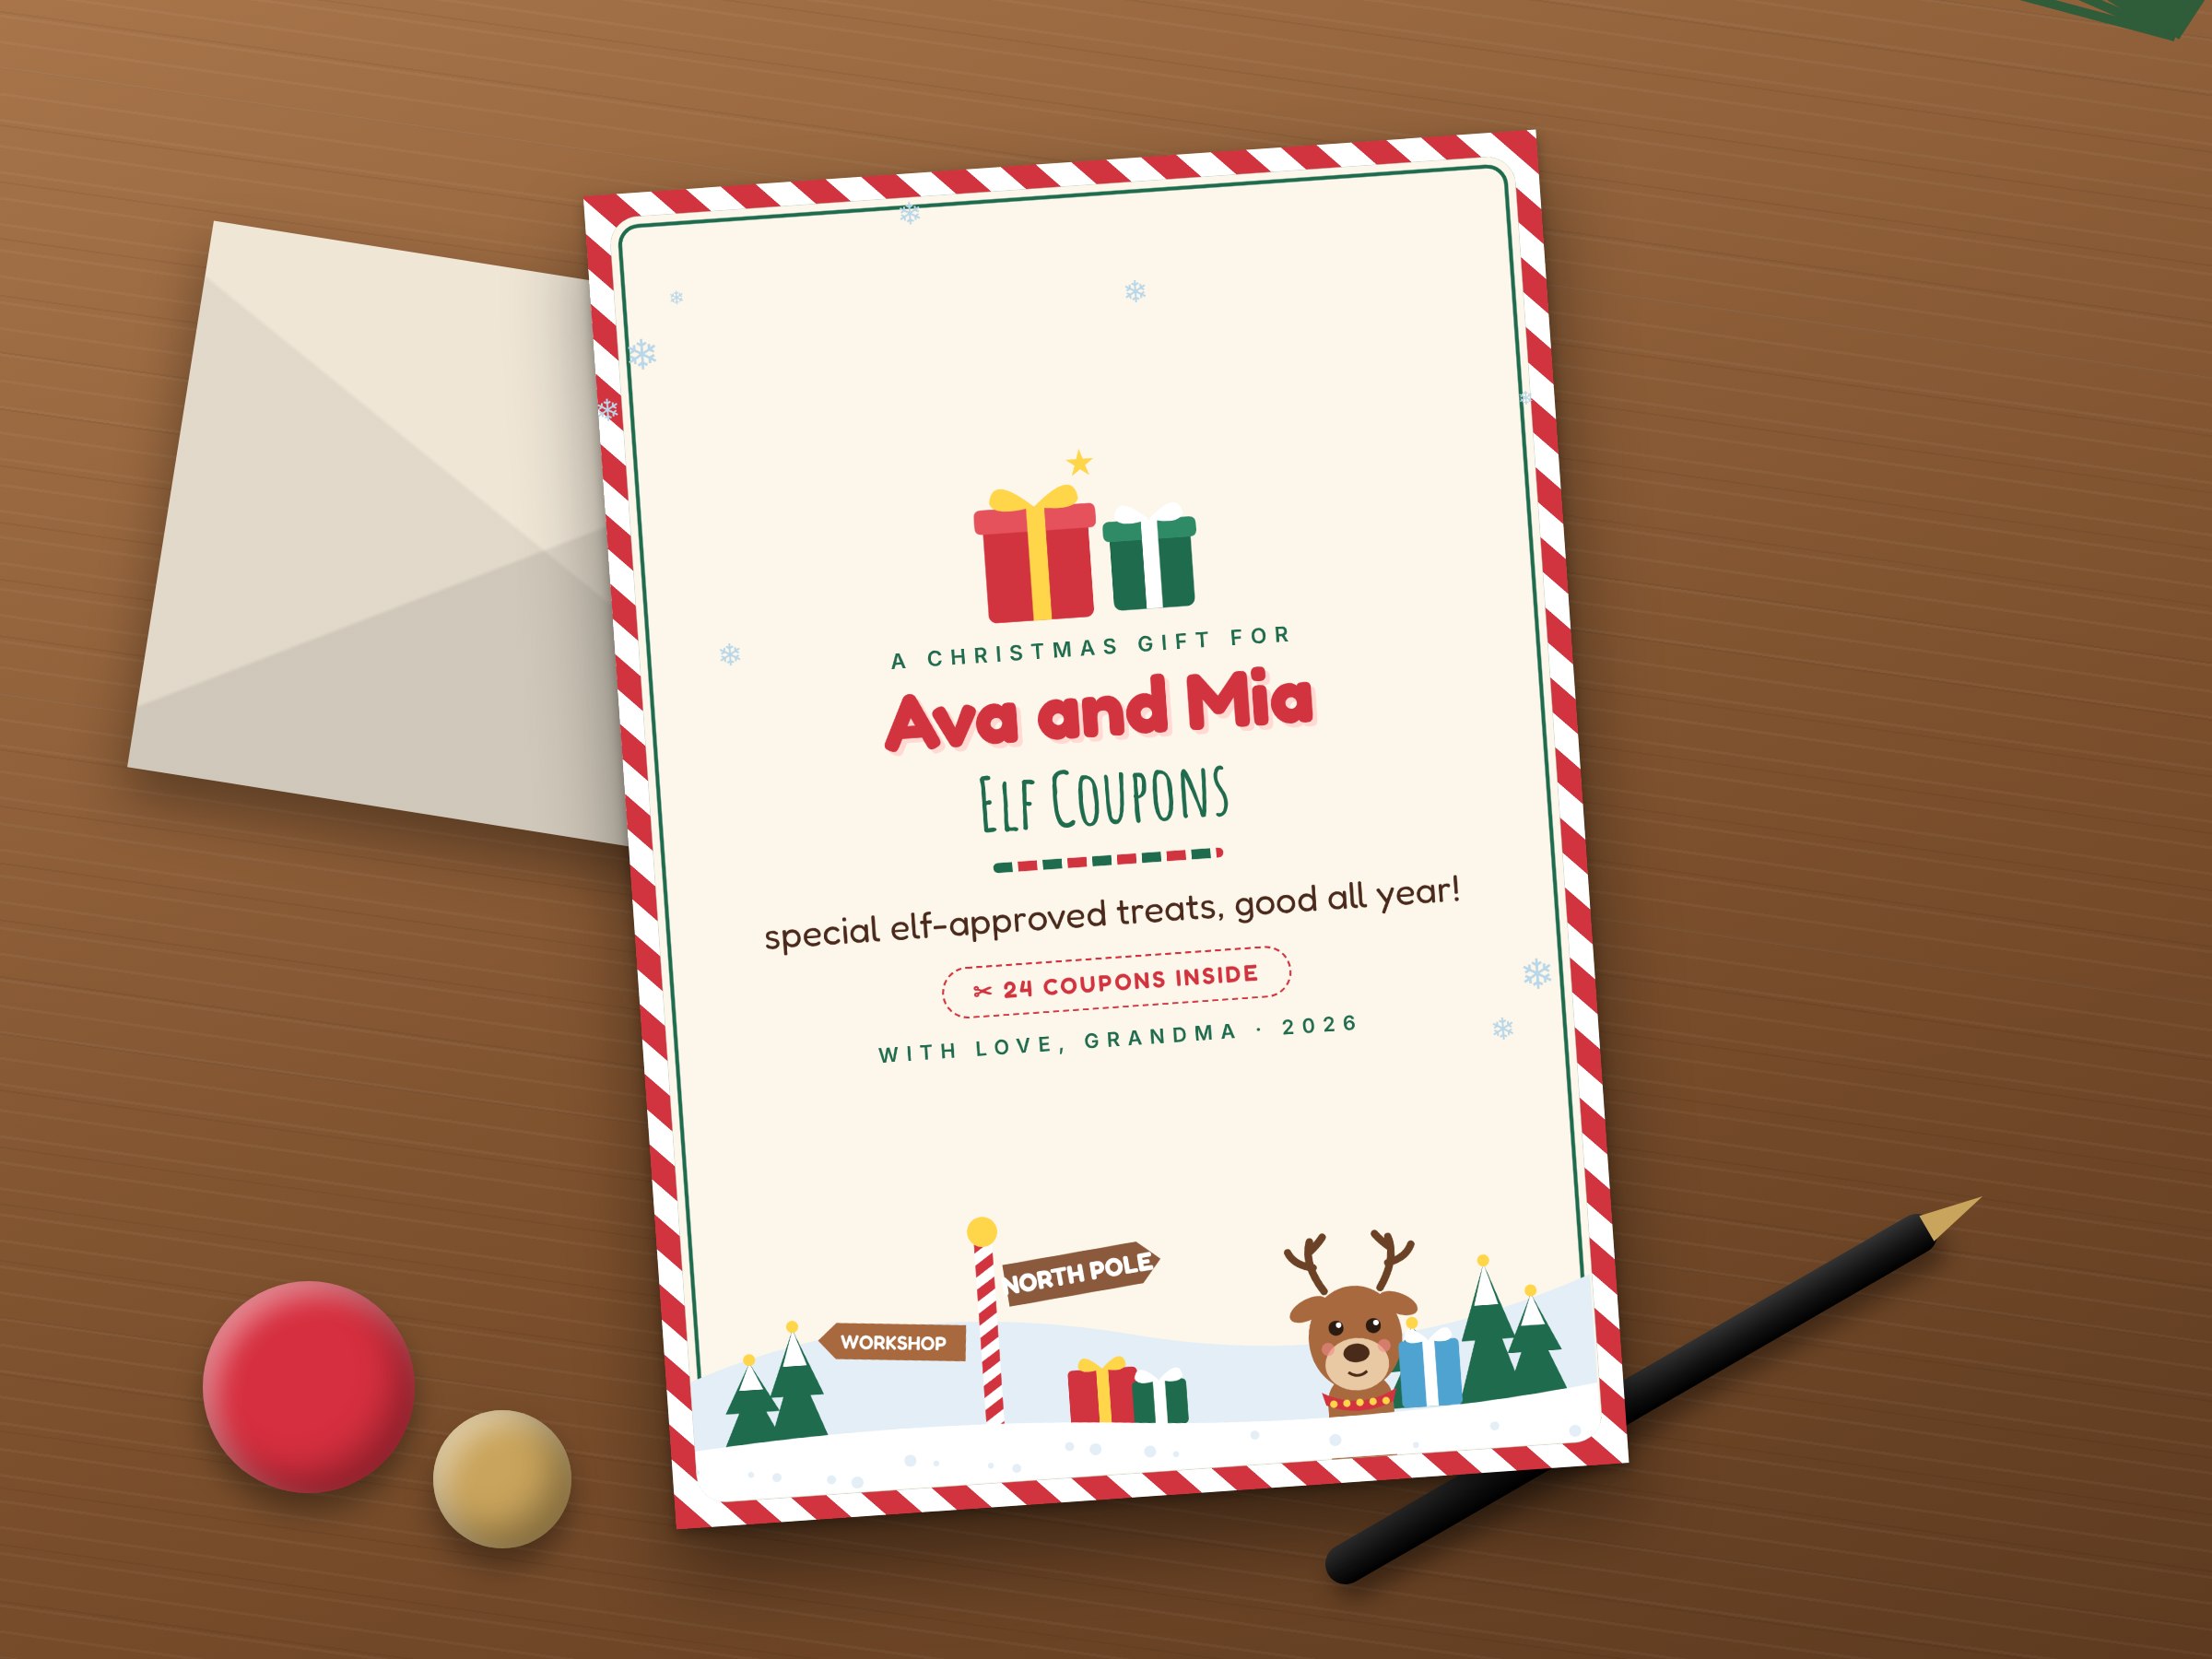 A CHRISTMAS GIFT FOR
Ava and Mia
ELF COUPONS
special elf-approved treats, good all year!
✂ 24 COUPONS INSIDE
WITH LOVE, GRANDMA · 2026
NORTH POLE
WORKSHOP